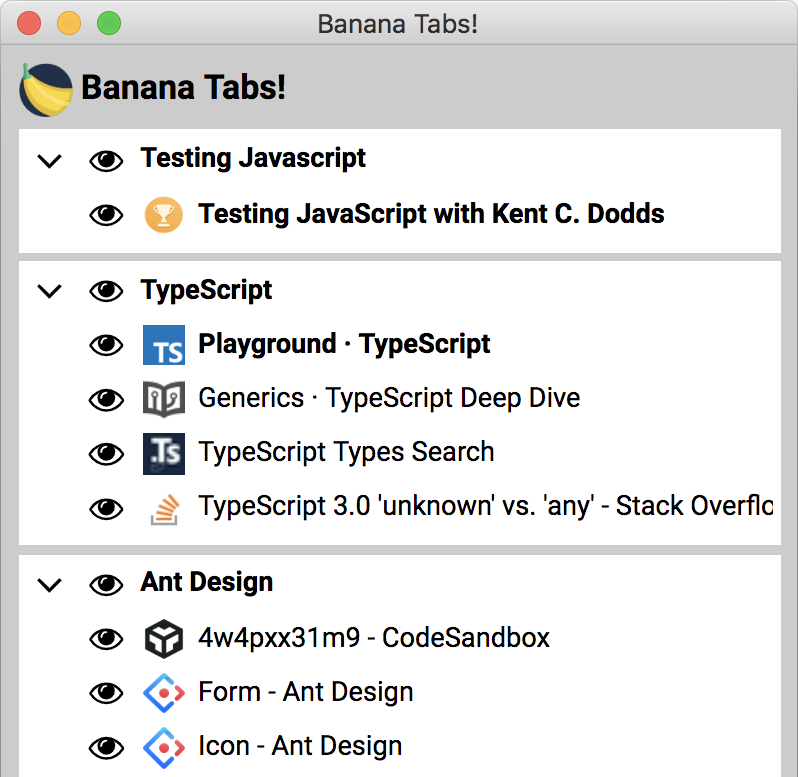 Banana Tabs!
Banana Tabs!
Testing Javascript
Testing JavaScript with Kent C. Dodds
TypeScript
TS
Playground · TypeScript
Generics · TypeScript Deep Dive
.Ts
TypeScript Types Search
TypeScript 3.0 'unknown' vs. 'any' - Stack Overflo
Ant Design
4w4pxx31m9 - CodeSandbox
Form - Ant Design
Icon - Ant Design